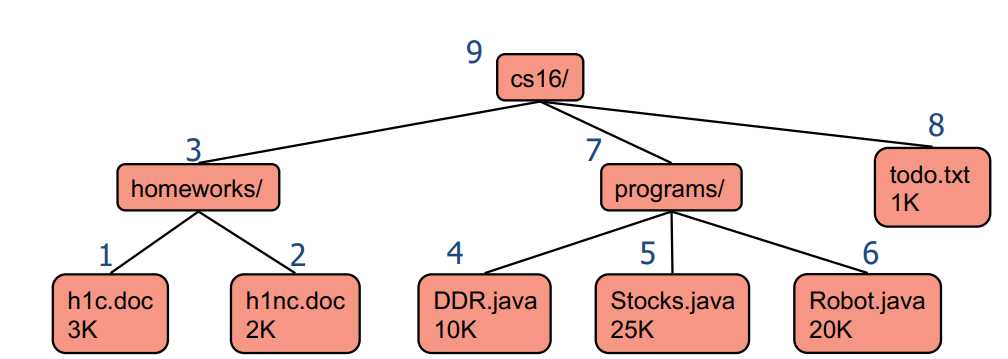 9
cs16/
3
homeworks/
7
programs/
8
todo.txt
1K
1
h1c.doc
3K
2
h1nc.doc
2K
4
DDR.java
10K
5
Stocks.java
25K
6
Robot.java
20K